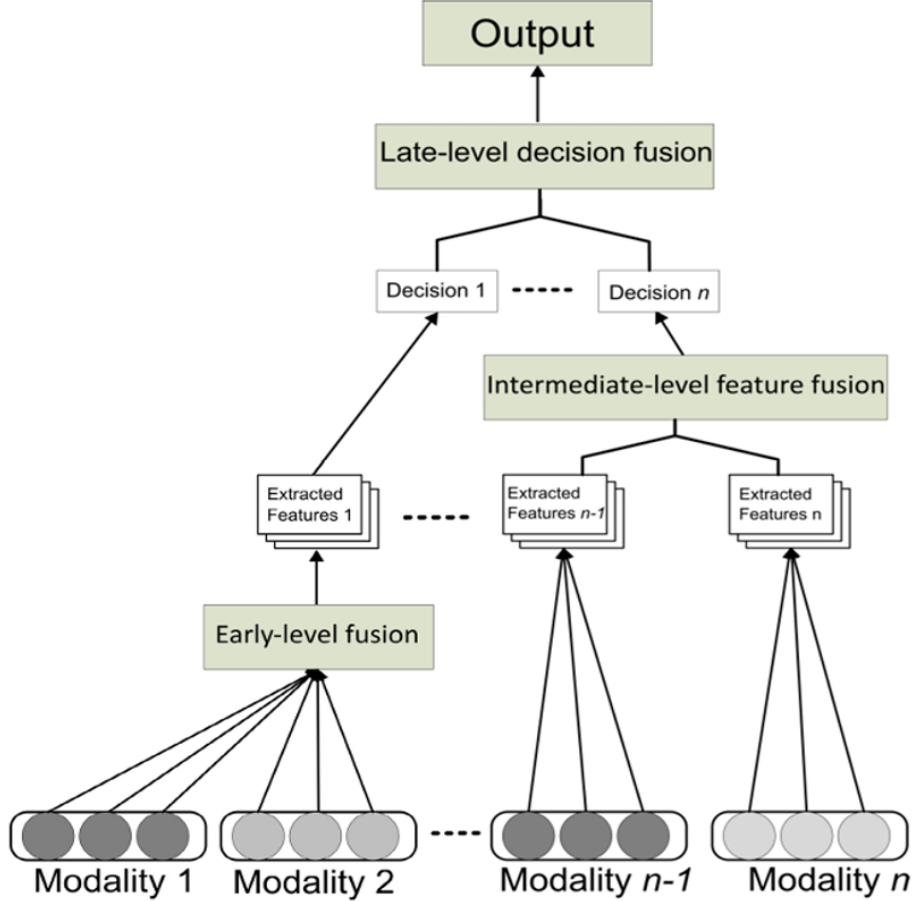 Output
Late-level decision fusion
Decision 1
Decision n
Intermediate-level feature fusion
Extracted
Features 1
Extracted
Features n-1
Extracted
Features n
Early-level fusion
Modality 1
Modality 2
Modality n-1
Modality n